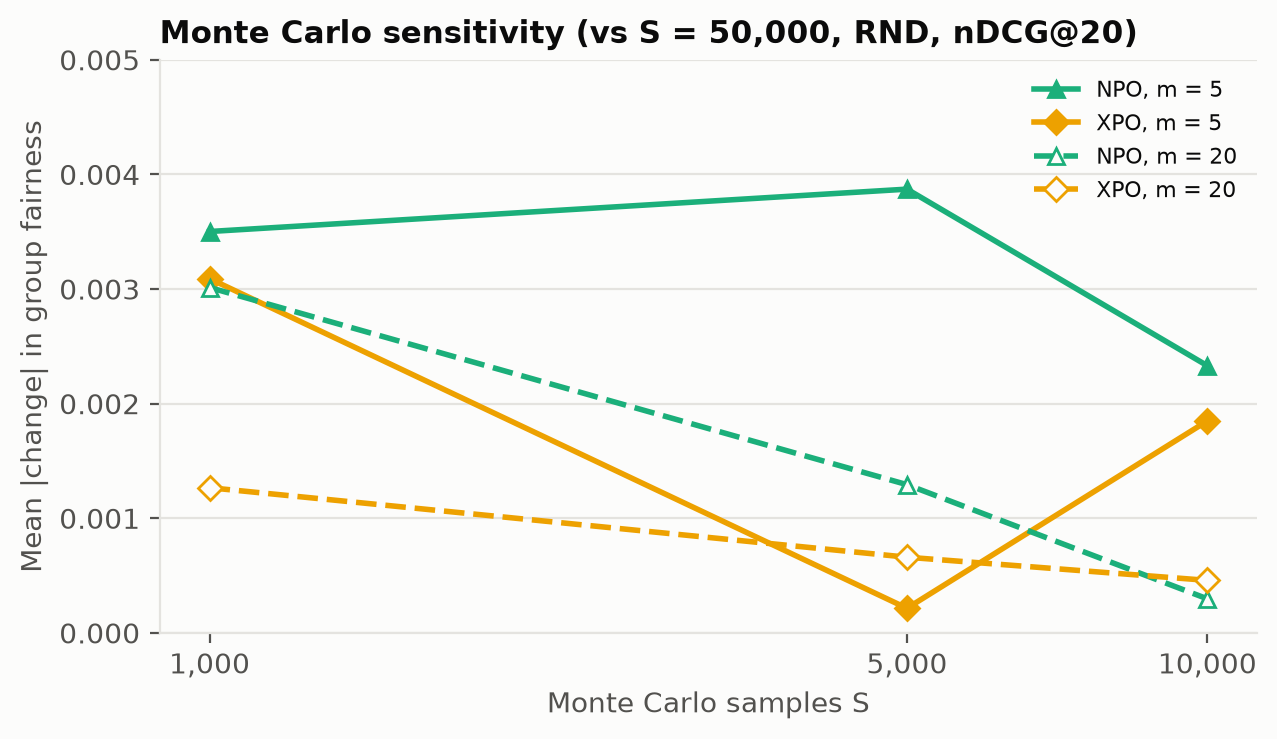 Monte Carlo sensitivity (vs S = 50,000, RND, nDCG@20)
0.005
0.004
0.003
0.002
0.001
0.000
Mean |change| in group fairness
NPO, m = 5
XPO, m = 5
NPO, m = 20
XPO, m = 20
1,000
5,000
10,000
Monte Carlo samples S